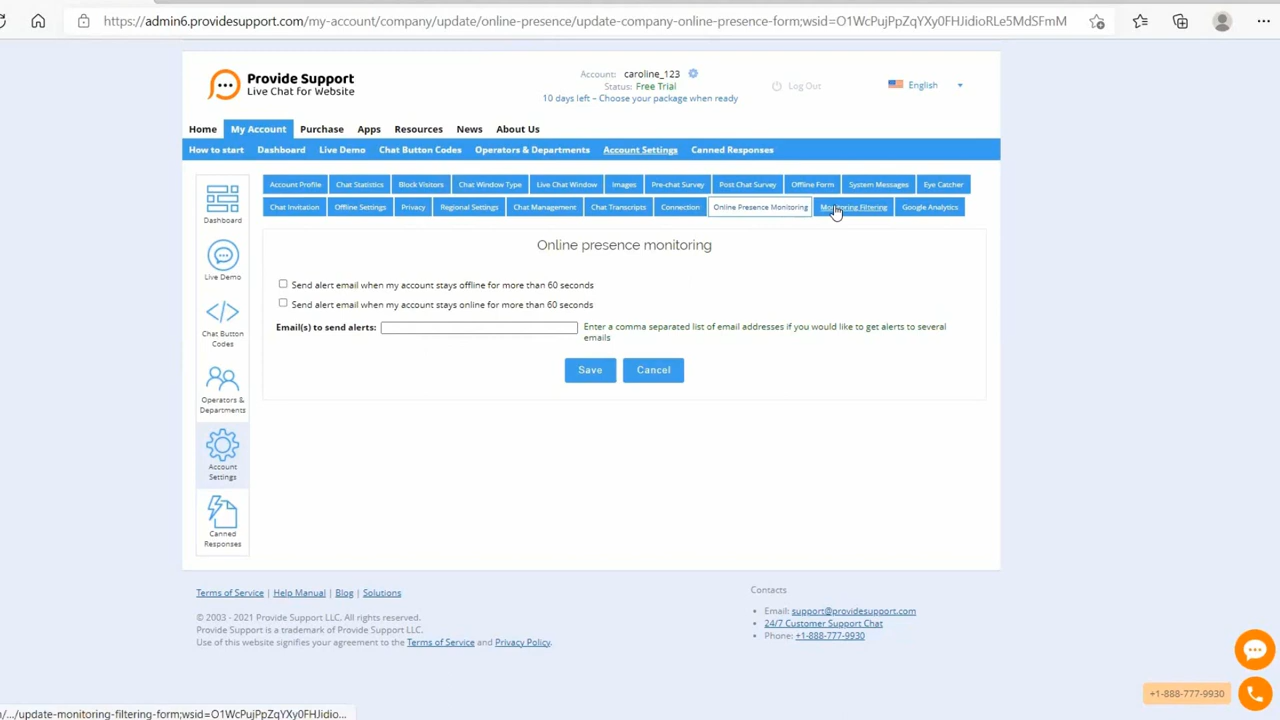 https://admin6.providesupport.com/my-account/company/update/online-presence/update-company-online-presence-form;wsid=O1WcPujPpZqYXy0FHJidioRLe5MdSFmM
Provide Support
Live Chat for Website
Account: caroline_123
Status: Free Trial
10 days left – Choose your package when ready
Log Out
English
Home My Account Purchase Apps Resources News About Us
How to start Dashboard Live Demo Chat Button Codes Operators & Departments Account Settings Canned Responses
Account Profile Chat Statistics Block Visitors Chat Window Type Live Chat Window Images Pre-chat Survey Post Chat Survey Offline Form System Messages Eye Catcher
Chat Invitation Offline Settings Privacy Regional Settings Chat Management Chat Transcripts Connection Online Presence Monitoring Monitoring Filtering Google Analytics
Dashboard
Live Demo
Chat Button
Codes
Operators &
Departments
Account
Settings
Canned
Responses
Online presence monitoring
Send alert email when my account stays offline for more than 60 seconds
Send alert email when my account stays online for more than 60 seconds
Email(s) to send alerts:
Enter a comma separated list of email addresses if you would like to get alerts to several
emails
Save Cancel
Terms of Service | Help Manual | Blog | Solutions
© 2003 - 2021 Provide Support LLC. All rights reserved.
Provide Support is a trademark of Provide Support LLC.
Use of this website signifies your agreement to the Terms of Service and Privacy Policy.
Contacts
Email: support@providesupport.com
24/7 Customer Support Chat
Phone: +1-888-777-9930
+1-888-777-9930
/.../update-monitoring-filtering-form;wsid=O1WcPujPpZqYXy0FHJidio...